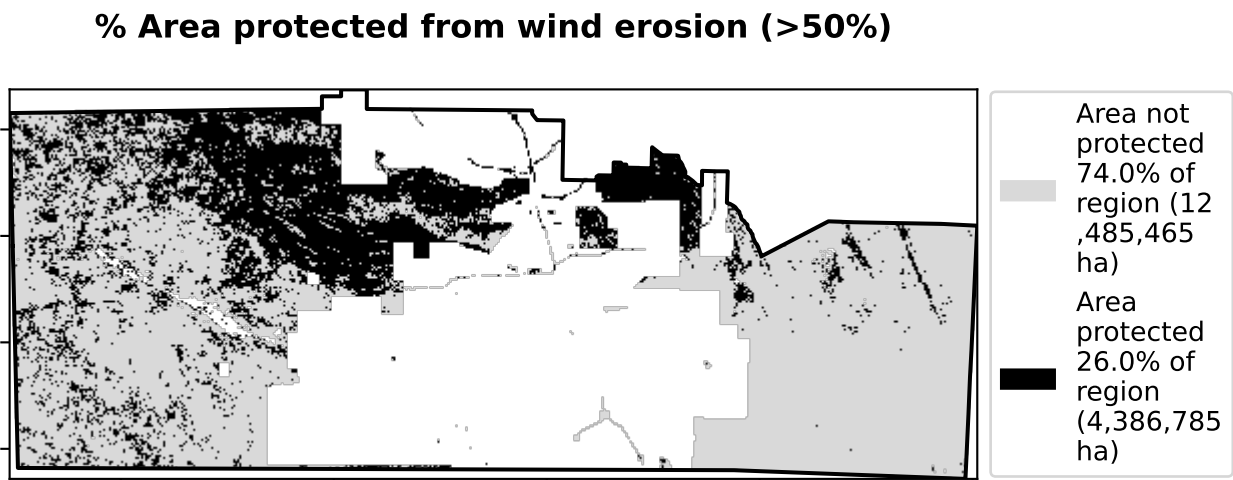 % Area protected from wind erosion (>50%)
Area not
protected
74.0% of
region (12
,485,465
ha)
Area
protected
26.0% of
region
(4,386,785
ha)